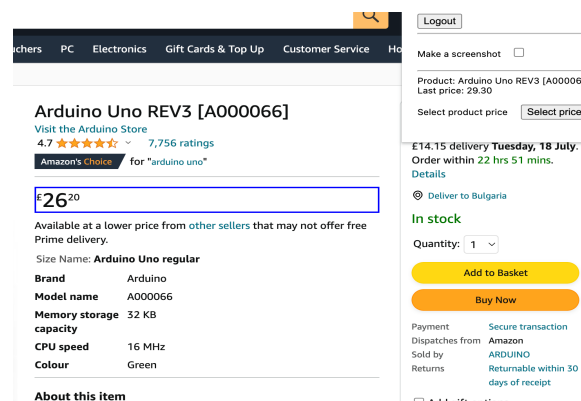 Logout
uchers PC Electronics Gift Cards & Top Up Customer Service Ho
Make a screenshot
Product: Arduino Uno REV3 [A00006
Last price: 29.30
Select product price Select price
Arduino Uno REV3 [A000066]
Visit the Arduino Store
4.7 7,756 ratings
Amazon's Choice for "arduino uno"
£26 20
Available at a lower price from other sellers that may not offer free
Prime delivery.
Size Name: Arduino Uno regular
Brand Arduino
Model name A000066
Memory storage 32 KB
capacity
CPU speed 16 MHz
Colour Green
About this item
£14.15 delivery Tuesday, 18 July.
Order within 22 hrs 51 mins.
Details
Deliver to Bulgaria
In stock
Quantity: 1
Add to Basket
Buy Now
Payment Secure transaction
Dispatches from Amazon
Sold by ARDUINO
Returns Returnable within 30
days of receipt